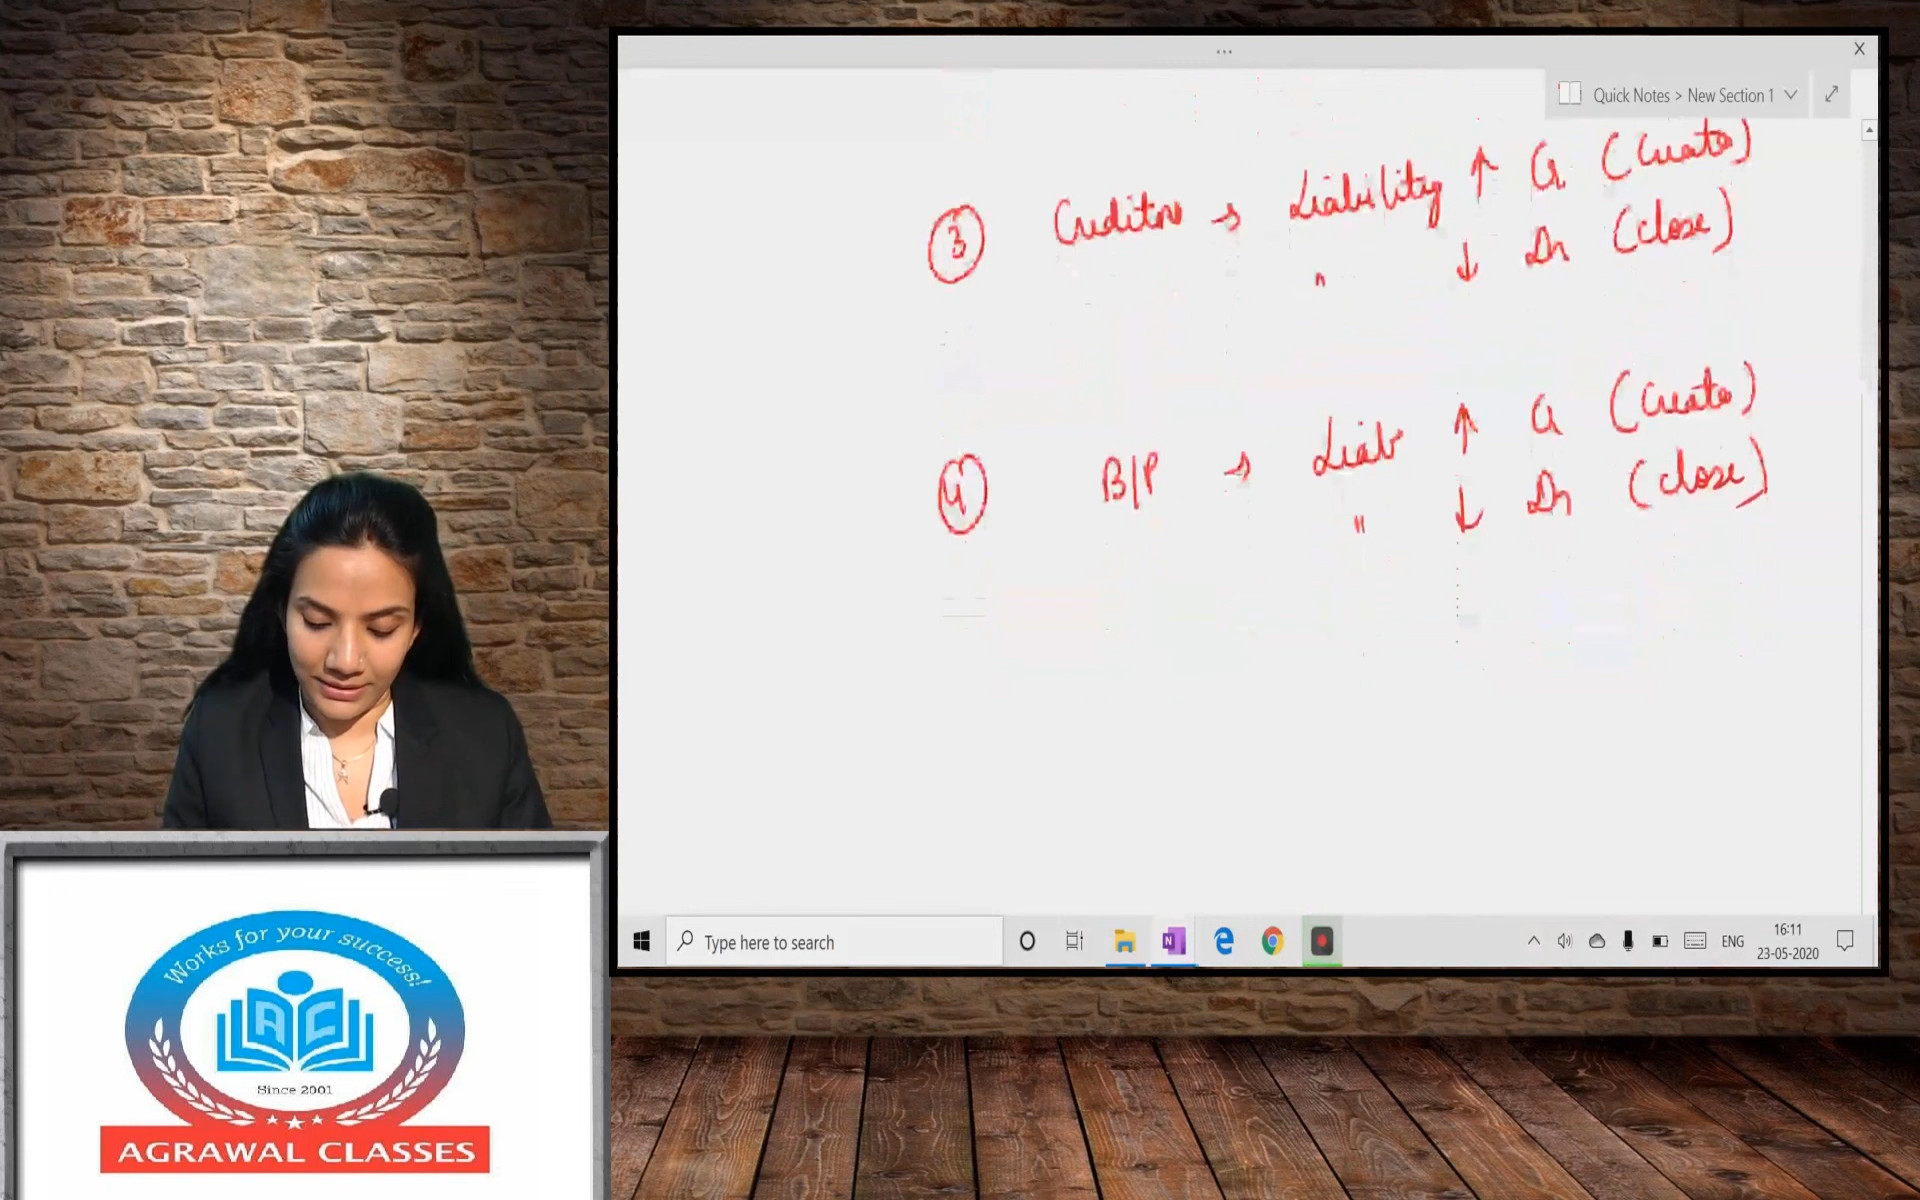 ...
X
Quick Notes > New Section 1
③ Creditors → Liability ↑ Cr (Create)
" ↓ Dr (close)
④ B/P → Liab ↑ Cr (Create)
" ↓ Dr (close)
Type here to search
ENG
16:11
23-05-2020
Works for your success!
AC
Since 2001
AGRAWAL CLASSES